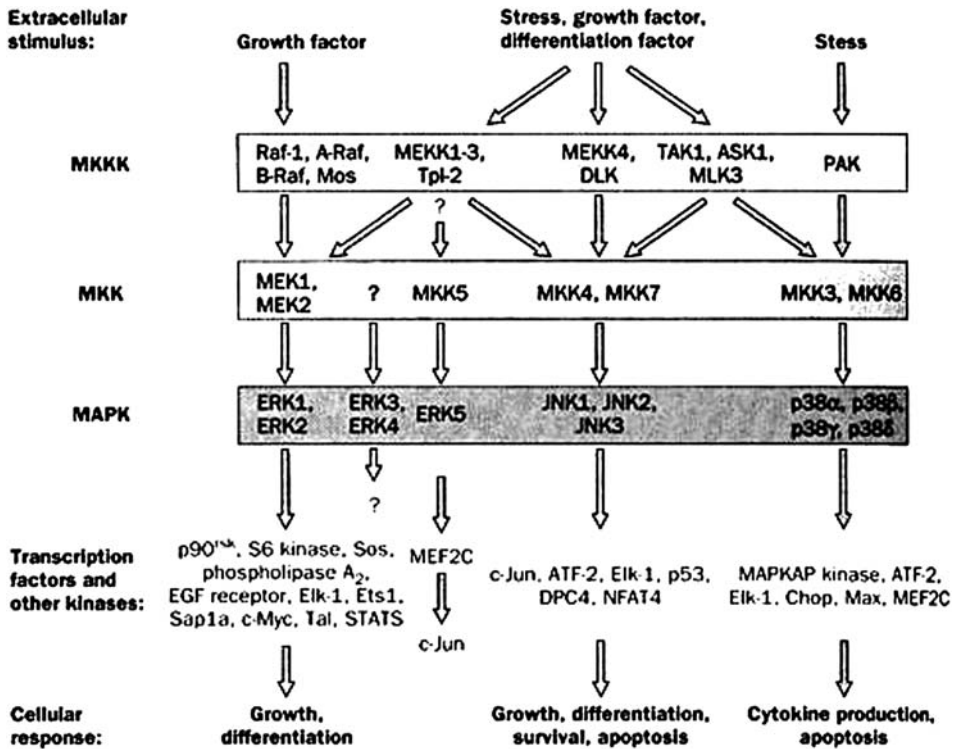 Extracellular stimulus:
Growth factor
Stress, growth factor,
differentiation factor
Stess
MKKK
Raf-1, A-Raf,
B-Raf, Mos
MEKK1-3,
Tpl-2
?
MEKK4,
DLK
TAK1, ASK1,
MLK3
PAK
MKK
MEK1,
MEK2
?
MKK5
MKK4, MKK7
MKK3, MKK6
MAPK
ERK1,
ERK2
ERK3,
ERK4
ERK5
JNK1, JNK2,
JNK3
p38α, p38β,
p38γ, p38δ
?
Transcription
factors and
other kinases:
p90rsk, S6 kinase, Sos,
phospholipase A2,
EGF receptor, Elk-1, Ets1,
Sap1a, c-Myc, Tal, STATS
MEF2C
c-Jun
c-Jun, ATF-2, Elk-1, p53,
DPC4, NFAT4
MAPKAP kinase, ATF-2,
Elk-1, Chop, Max, MEF2C
Cellular
response:
Growth,
differentiation
Growth, differentiation,
survival, apoptosis
Cytokine production,
apoptosis